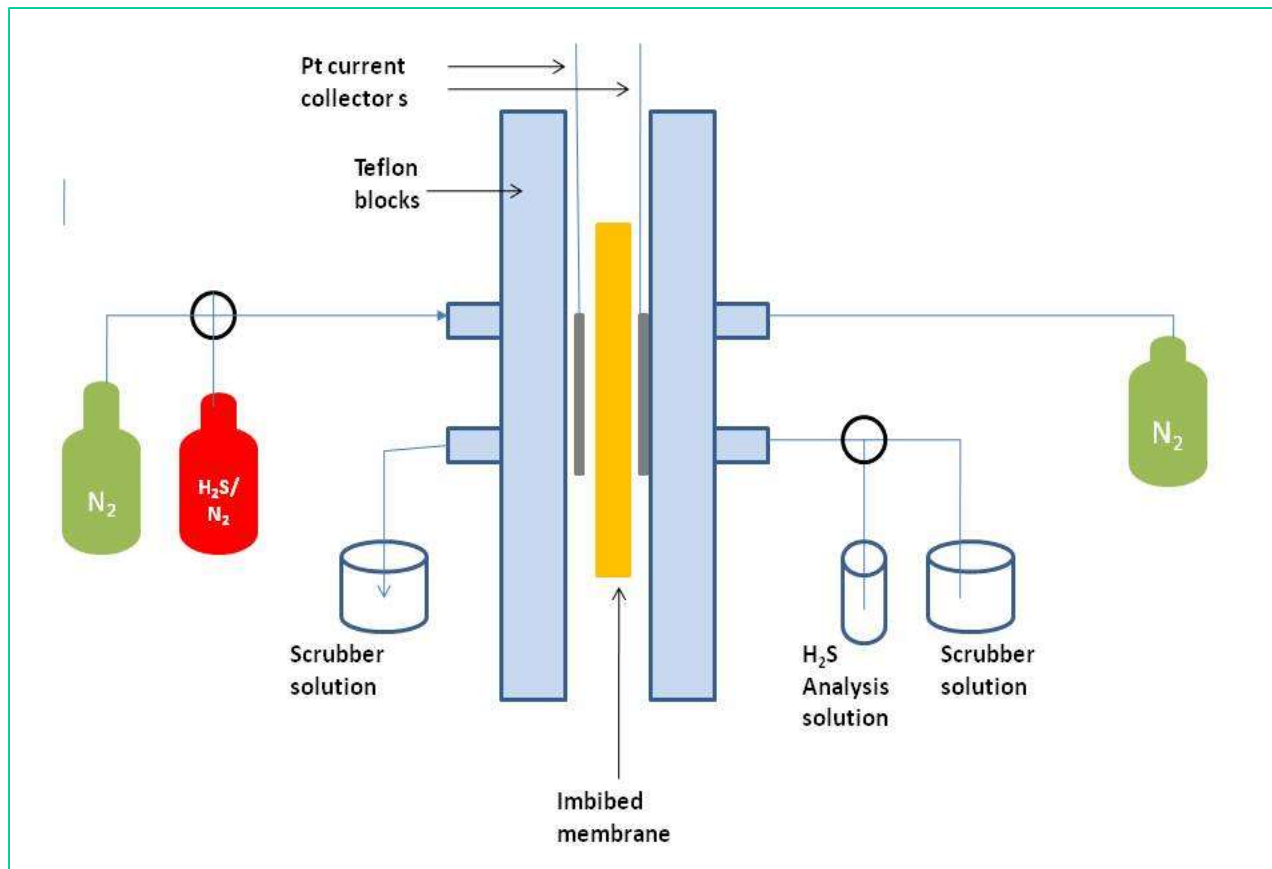 Pt current
collector s
Teflon
blocks
N₂
H₂S/
N₂
N₂
Scrubber
solution
H₂S
Analysis
solution
Scrubber
solution
Imbibed
membrane